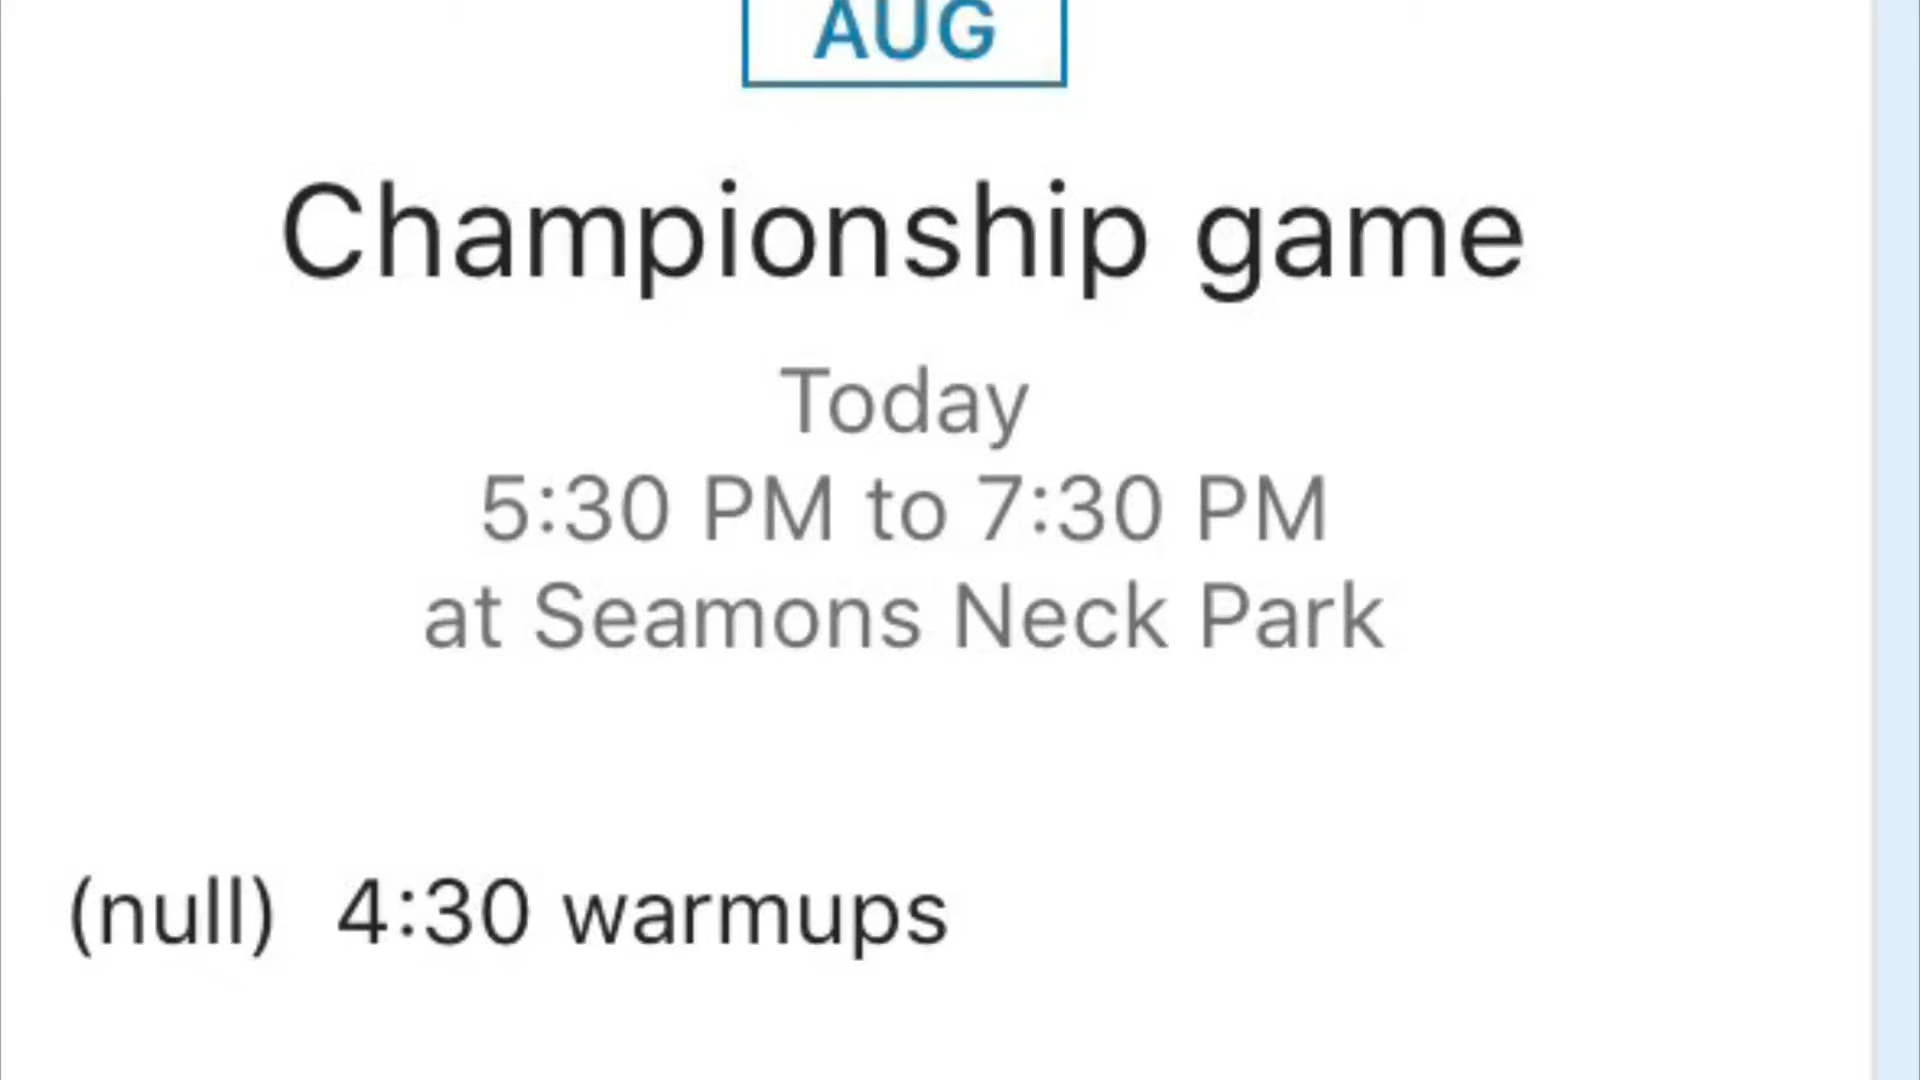 AUG
Championship game
Today
5:30 PM to 7:30 PM
at Seamons Neck Park
(null) 4:30 warmups